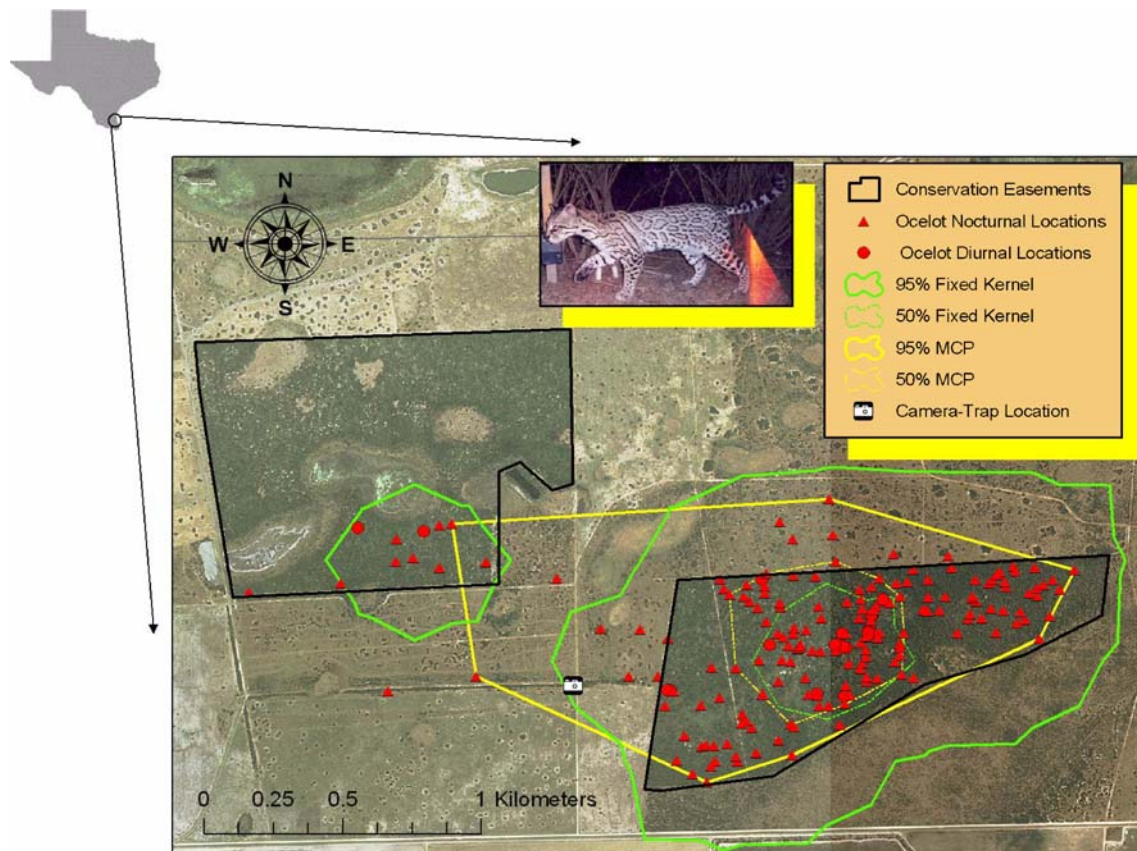 N
W
E
S
Conservation Easements
Ocelot Nocturnal Locations
Ocelot Diurnal Locations
95% Fixed Kernel
50% Fixed Kernel
95% MCP
50% MCP
Camera-Trap Location
0 0.25 0.5 1 Kilometers